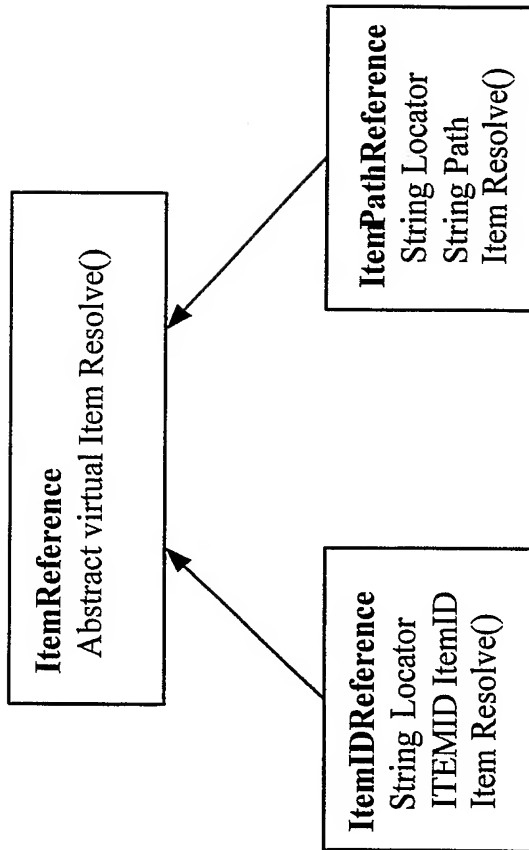 ItemReference
Abstract virtual Item Resolve()
ItemIDReference
String Locator
ITEMID ItemID
Item Resolve()
ItemPathReference
String Locator
String Path
Item Resolve()